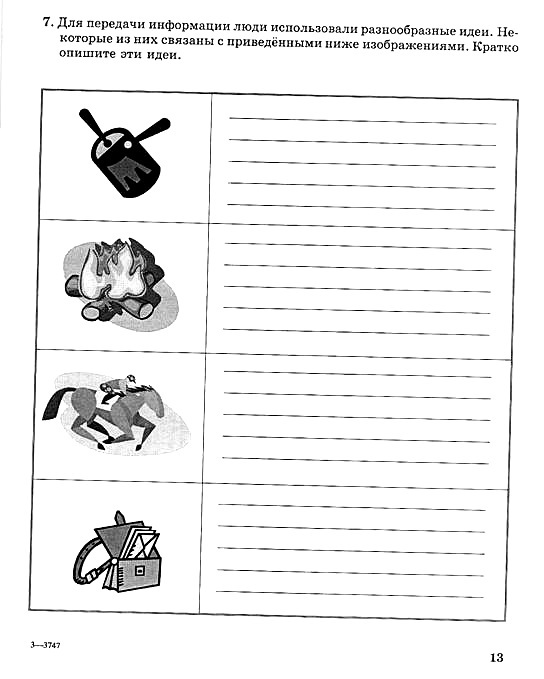 7. Для передачи информации люди использовали разнообразные идеи. Не-
которые из них связаны с приведёнными ниже изображениями. Кратко
опишите эти идеи.
3—3747
13